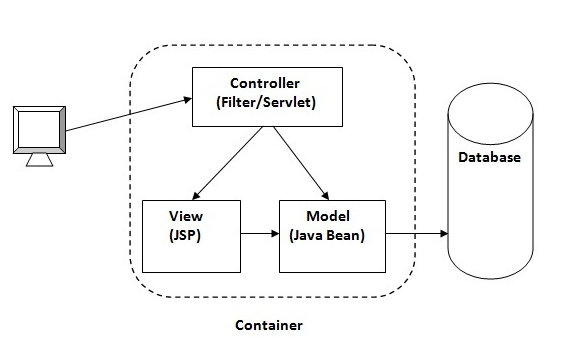 Controller
(Filter/Servlet)
Database
View
(JSP)
Model
(Java Bean)
Container